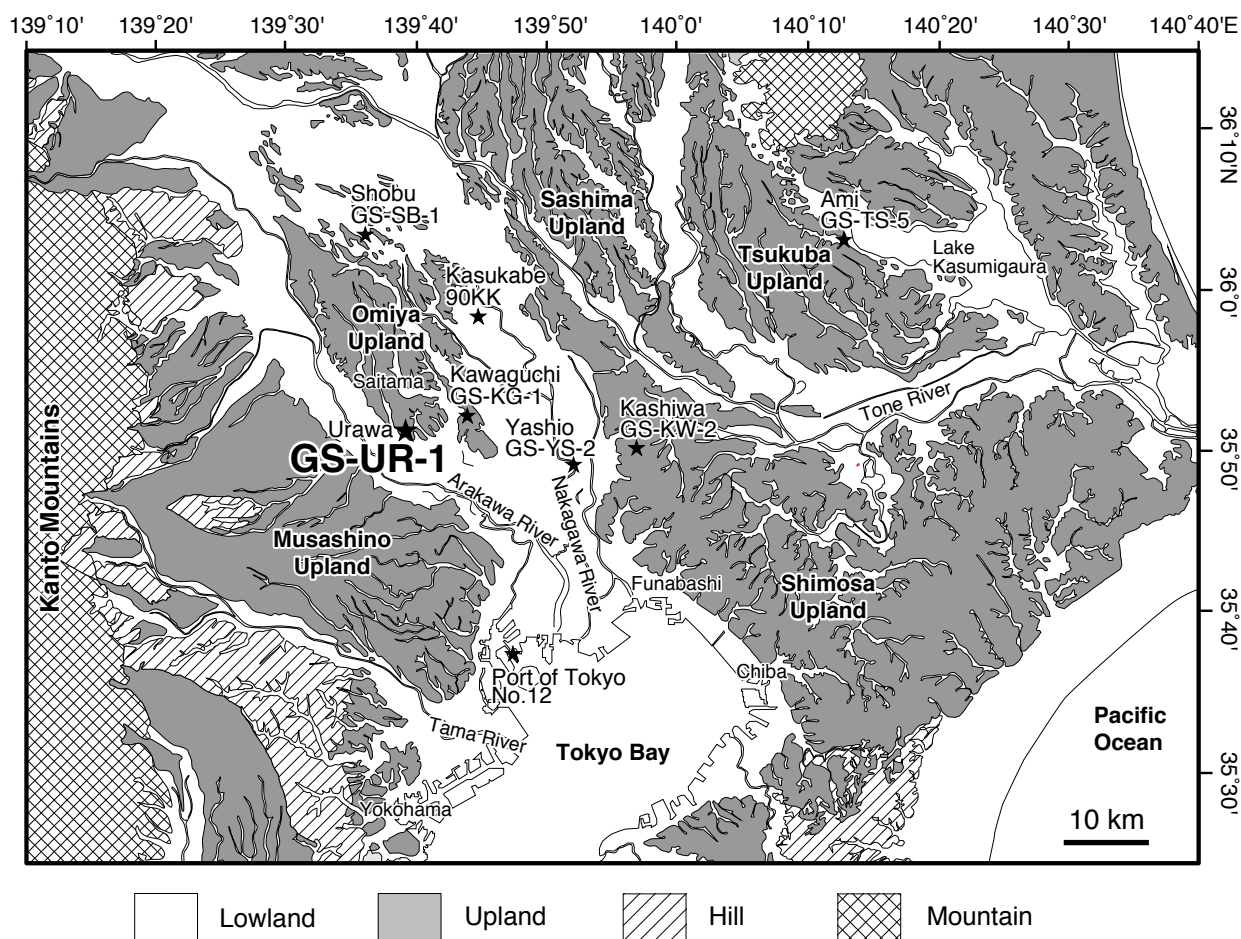 139°10' 139°20' 139°30' 139°40' 139°50' 140°0' 140°10' 140°20' 140°30' 140°40'E
36°10'N
36°0'
35°50'
35°40'
35°30'
Shobu
GS-SB-1
Sashima
Upland
Ami
GS-TS-5
Tsukuba
Upland
Lake
Kasumigaura
Kasukabe
90KK
Omiya
Upland
Saitama
Kawaguchi
GS-KG-1
Urawa
GS-UR-1
Yashio
GS-YS-2
Kashiwa
GS-KW-2
Tone River
Kanto Mountains
Arakawa River
Nakagawa River
Musashino
Upland
Funabashi
Shimosa
Upland
Port of Tokyo
No.12
Chiba
Tama River
Tokyo Bay
Pacific
Ocean
Yokohama
10 km
Lowland Upland Hill Mountain